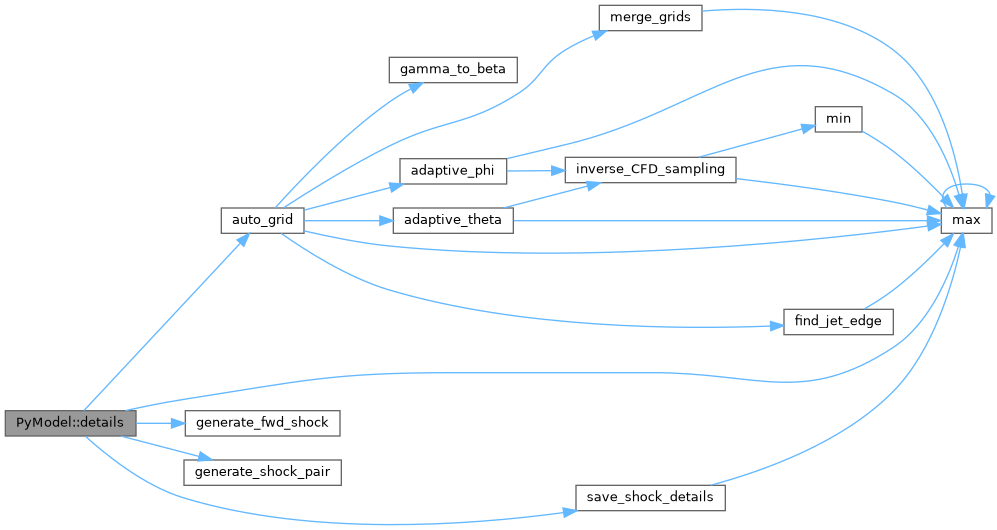 merge_grids
gamma_to_beta
min
adaptive_phi
inverse_CFD_sampling
auto_grid
adaptive_theta
max
find_jet_edge
PyModel::details
generate_fwd_shock
generate_shock_pair
save_shock_details